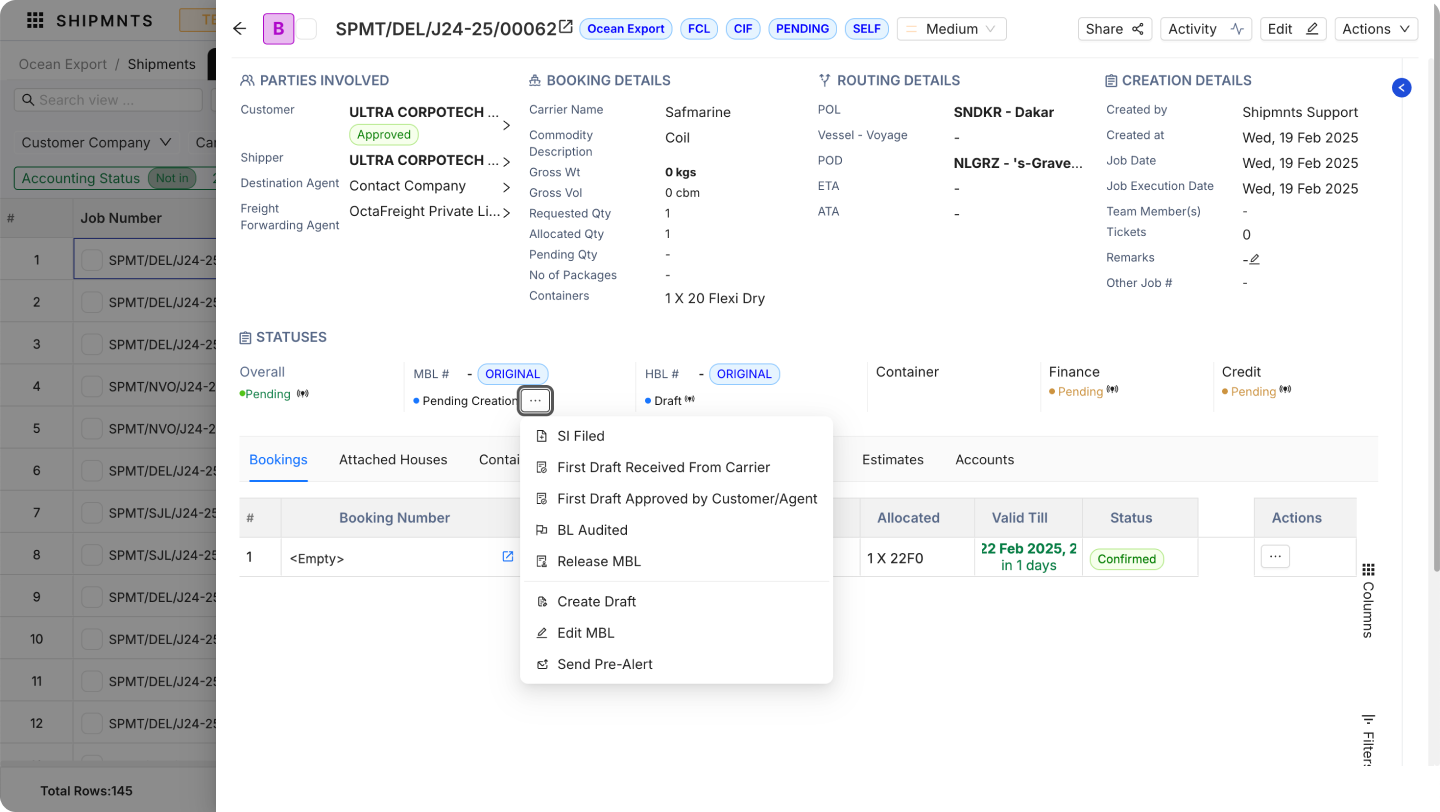 SHIPMNTS
B
SPMT/DEL/J24-25/00062
Ocean Export
FCL
CIF
PENDING
SELF
Medium
Share
Activity
Edit
Actions
Ocean Export / Shipments
Search view ...
Customer Company
Accounting Status Not in
# Job Number
1 SPMT/DEL/J24-25
2 SPMT/DEL/J24-25
3 SPMT/DEL/J24-25
4 SPMT/NVO/J24-2
5 SPMT/NVO/J24-2
6 SPMT/DEL/J24-25
7 SPMT/SJL/J24-25
8 SPMT/SJL/J24-25
9 SPMT/DEL/J24-25
10 SPMT/DEL/J24-25
11 SPMT/DEL/J24-25
12 SPMT/DEL/J24-25
Total Rows:145
PARTIES INVOLVED
Customer ULTRA CORPOTECH ...
Approved
Shipper ULTRA CORPOTECH ...
Destination Agent Contact Company
Freight
Forwarding Agent OctaFreight Private Li...
BOOKING DETAILS
Carrier Name Safmarine
Commodity
Description Coil
Gross Wt 0 kgs
Gross Vol 0 cbm
Requested Qty 1
Allocated Qty 1
Pending Qty -
No of Packages -
Containers 1 X 20 Flexi Dry
ROUTING DETAILS
POL SNDKR - Dakar
Vessel - Voyage -
POD NLGRZ - 's-Grave...
ETA -
ATA -
CREATION DETAILS
Created by Shipmnts Support
Created at Wed, 19 Feb 2025
Job Date Wed, 19 Feb 2025
Job Execution Date Wed, 19 Feb 2025
Team Member(s) -
Tickets 0
Remarks -
Other Job # -
STATUSES
Overall
Pending
MBL # - ORIGINAL
Pending Creation ...
HBL # - ORIGINAL
Draft
Container
Finance
Pending
Credit
Pending
SI Filed
First Draft Received From Carrier
First Draft Approved by Customer/Agent
BL Audited
Release MBL
Create Draft
Edit MBL
Send Pre-Alert
Bookings
Attached Houses
Estimates
Accounts
# Booking Number Allocated Valid Till Status Actions
1 <Empty> 1 X 22F0 22 Feb 2025, 2 Confirmed ...
in 1 days
Columns
Filters